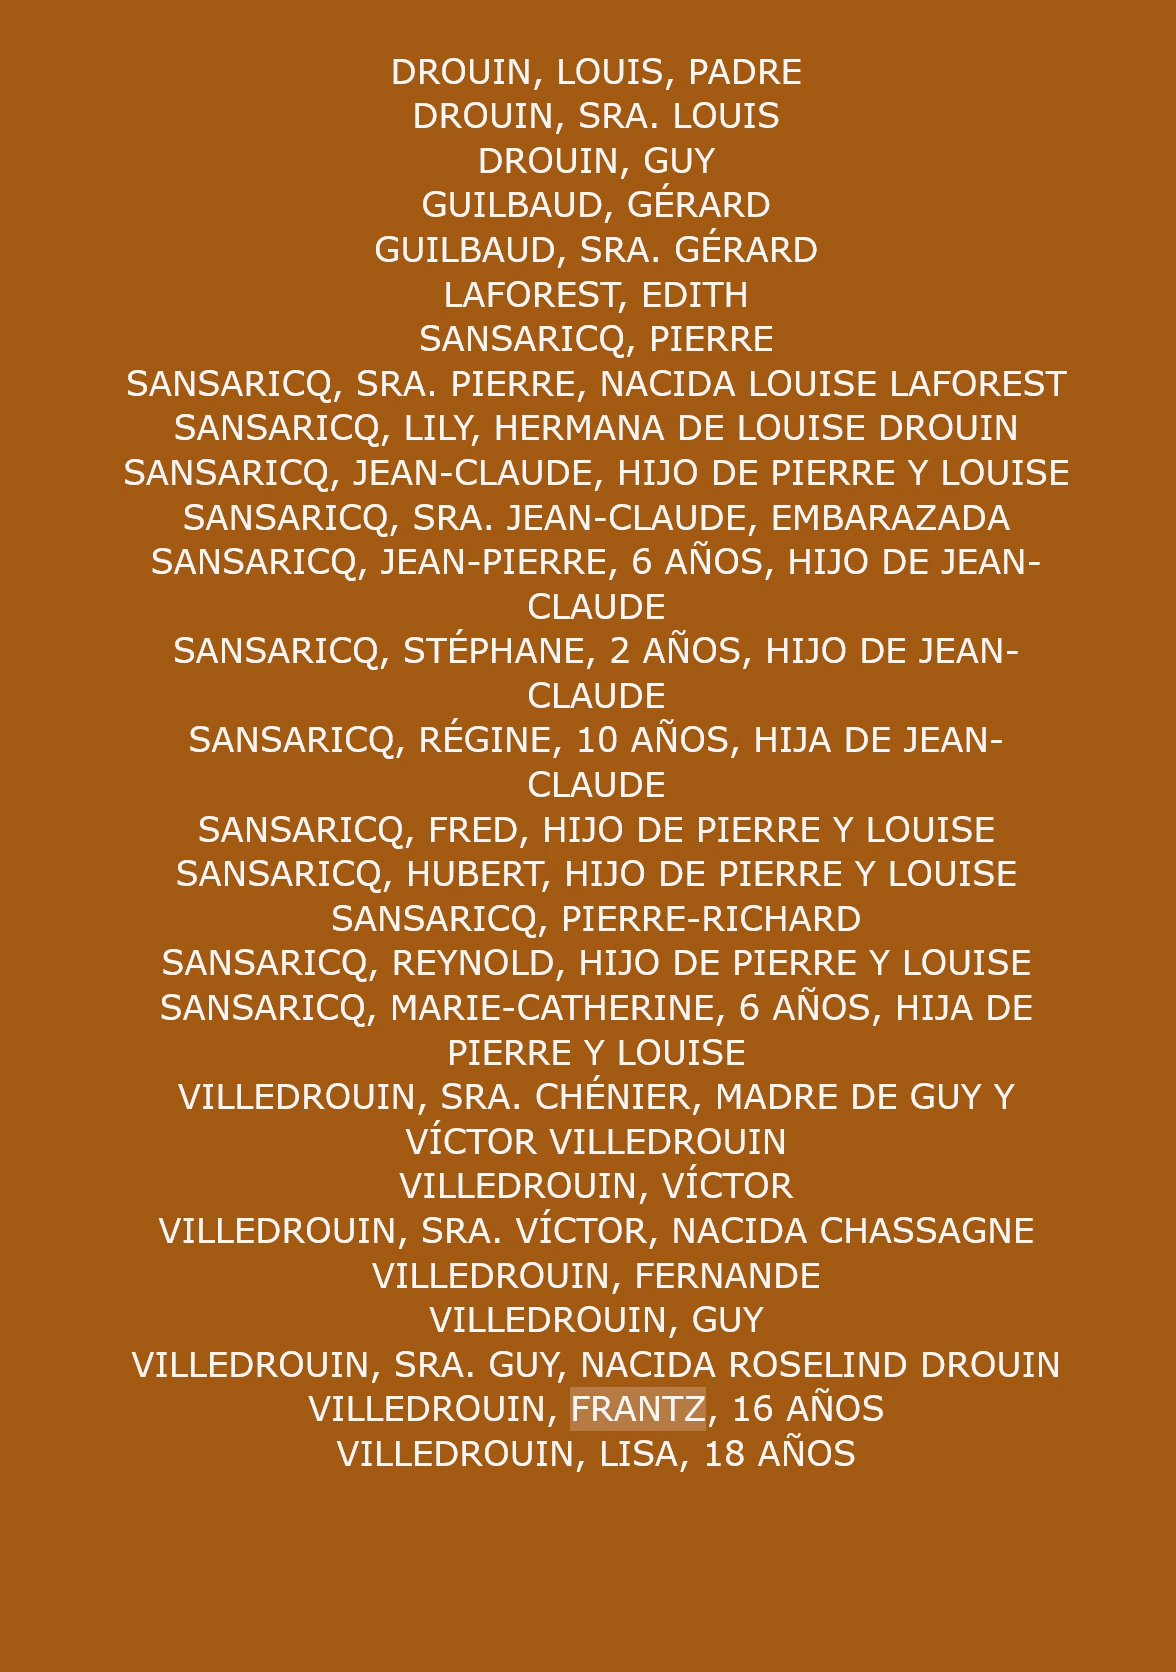 DROUIN, LOUIS, PADRE
DROUIN, SRA. LOUIS
DROUIN, GUY
GUILBAUD, GÉRARD
GUILBAUD, SRA. GÉRARD
LAFOREST, EDITH
SANSARICQ, PIERRE
SANSARICQ, SRA. PIERRE, NACIDA LOUISE LAFOREST
SANSARICQ, LILY, HERMANA DE LOUISE DROUIN
SANSARICQ, JEAN-CLAUDE, HIJO DE PIERRE Y LOUISE
SANSARICQ, SRA. JEAN-CLAUDE, EMBARAZADA
SANSARICQ, JEAN-PIERRE, 6 AÑOS, HIJO DE JEAN-
CLAUDE
SANSARICQ, STÉPHANE, 2 AÑOS, HIJO DE JEAN-
CLAUDE
SANSARICQ, RÉGINE, 10 AÑOS, HIJA DE JEAN-
CLAUDE
SANSARICQ, FRED, HIJO DE PIERRE Y LOUISE
SANSARICQ, HUBERT, HIJO DE PIERRE Y LOUISE
SANSARICQ, PIERRE-RICHARD
SANSARICQ, REYNOLD, HIJO DE PIERRE Y LOUISE
SANSARICQ, MARIE-CATHERINE, 6 AÑOS, HIJA DE
PIERRE Y LOUISE
VILLEDROUIN, SRA. CHÉNIER, MADRE DE GUY Y
VÍCTOR VILLEDROUIN
VILLEDROUIN, VÍCTOR
VILLEDROUIN, SRA. VÍCTOR, NACIDA CHASSAGNE
VILLEDROUIN, FERNANDE
VILLEDROUIN, GUY
VILLEDROUIN, SRA. GUY, NACIDA ROSELIND DROUIN
VILLEDROUIN, FRANTZ, 16 AÑOS
VILLEDROUIN, LISA, 18 AÑOS